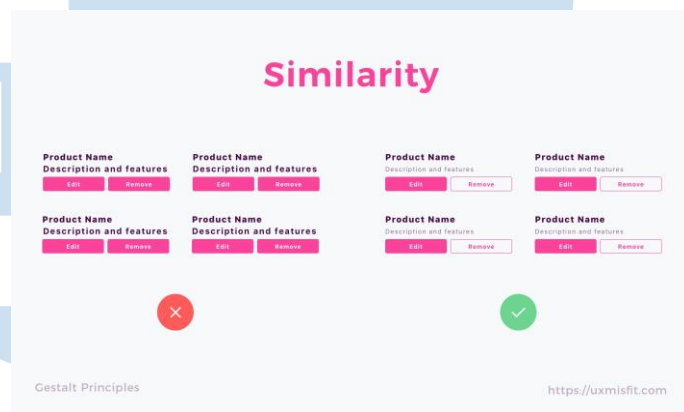 Similarity
Product Name
Description and features
Edit Remove
Product Name
Description and features
Edit Remove
Product Name
Description and features
Edit Remove
Product Name
Description and features
Edit Remove
Product Name
Description and features
Edit Remove
Product Name
Description and features
Edit Remove
Product Name
Description and features
Edit Remove
Product Name
Description and features
Edit Remove
Gestalt Principles
https://uxmisfit.com